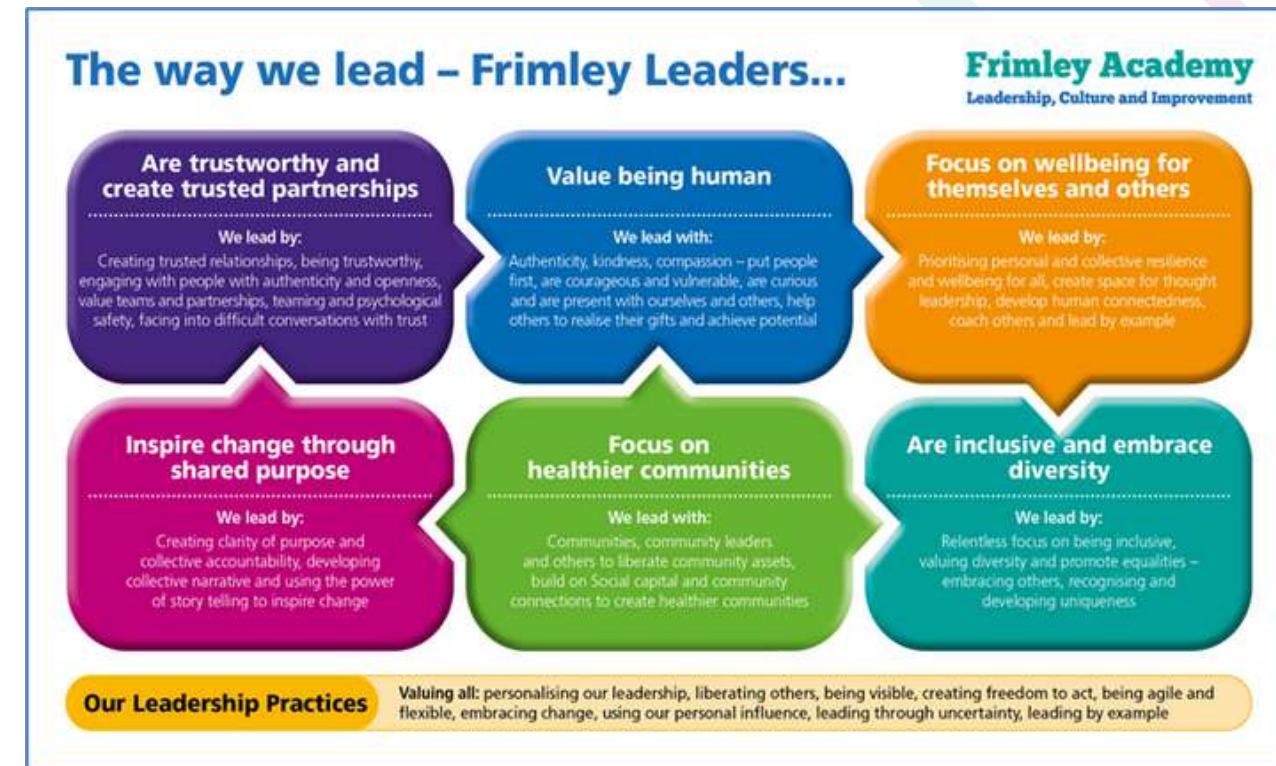 The way we lead – Frimley Leaders...
Frimley Academy
Leadership, Culture and Improvement
Are trustworthy and
create trusted partnerships
We lead by:
Creating trusted relationships, being trustworthy,
engaging with people with authenticity and openness,
value teams and partnerships, teaming and psychological
safety, facing into difficult conversations with trust
Value being human
We lead with:
Authenticity, kindness, compassion – put people
first, are courageous and vulnerable, are curious
and are present with ourselves and others, help
others to realise their gifts and achieve potential
Focus on wellbeing for
themselves and others
We lead by:
Prioritising personal and collective resilience
and wellbeing for all, create space for thought
leadership, develop human connectedness,
coach others and lead by example
Inspire change through
shared purpose
We lead by:
Creating clarity of purpose and
collective accountability, developing
collective narrative and using the power
of story telling to inspire change
Focus on
healthier communities
We lead with:
Communities, community leaders
and others to liberate community assets,
build on Social capital and community
connections to create healthier communities
Are inclusive and embrace
diversity
We lead by:
Relentless focus on being inclusive,
valuing diversity and promote equalities –
embracing others, recognising and
developing uniqueness
Our Leadership Practices
Valuing all: personalising our leadership, liberating others, being visible, creating freedom to act, being agile and
flexible, embracing change, using our personal influence, leading through uncertainty, leading by example